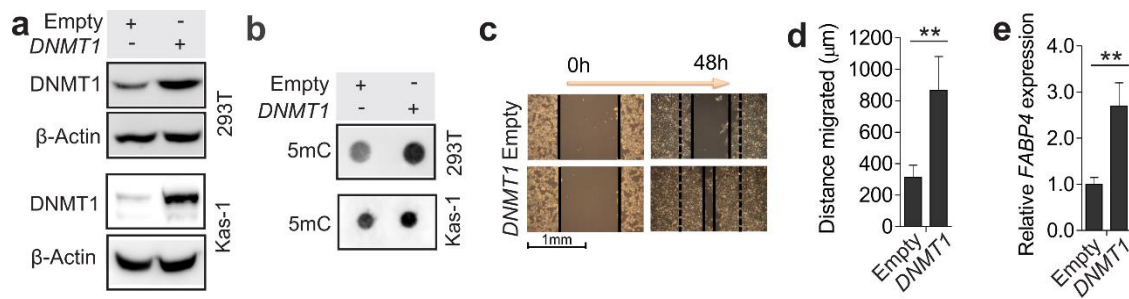 a
Empty + -
DNMT1 - +
DNMT1
β-Actin
293T
DNMT1
β-Actin
Kas-1
b
Empty + -
DNMT1 - +
5mC
293T
5mC
Kas-1
c
0h 48h
Empty
DNMT1
1mm
d
**
Distance migrated (μm)
1200
1000
800
600
400
200
0
Empty
DNMT1
e
**
Relative FABP4 expression
4.0
3.0
2.0
1.0
0
Empty
DNMT1